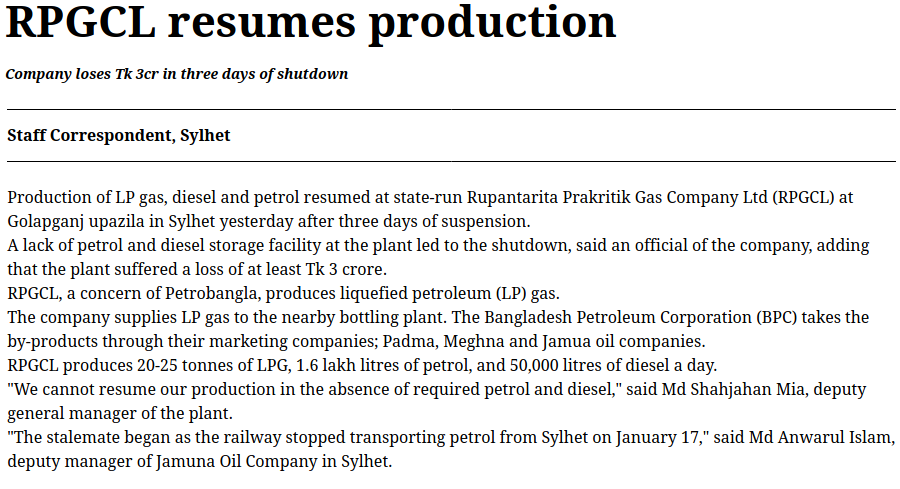 RPGCL resumes production
Company loses Tk 3cr in three days of shutdown
Staff Correspondent, Sylhet
Production of LP gas, diesel and petrol resumed at state-run Rupantarita Prakritik Gas Company Ltd (RPGCL) at
Golapganj upazila in Sylhet yesterday after three days of suspension.
A lack of petrol and diesel storage facility at the plant led to the shutdown, said an official of the company, adding
that the plant suffered a loss of at least Tk 3 crore.
RPGCL, a concern of Petrobangla, produces liquefied petroleum (LP) gas.
The company supplies LP gas to the nearby bottling plant. The Bangladesh Petroleum Corporation (BPC) takes the
by-products through their marketing companies; Padma, Meghna and Jamua oil companies.
RPGCL produces 20-25 tonnes of LPG, 1.6 lakh litres of petrol, and 50,000 litres of diesel a day.
"We cannot resume our production in the absence of required petrol and diesel," said Md Shahjahan Mia, deputy
general manager of the plant.
"The stalemate began as the railway stopped transporting petrol from Sylhet on January 17," said Md Anwarul Islam,
deputy manager of Jamuna Oil Company in Sylhet.